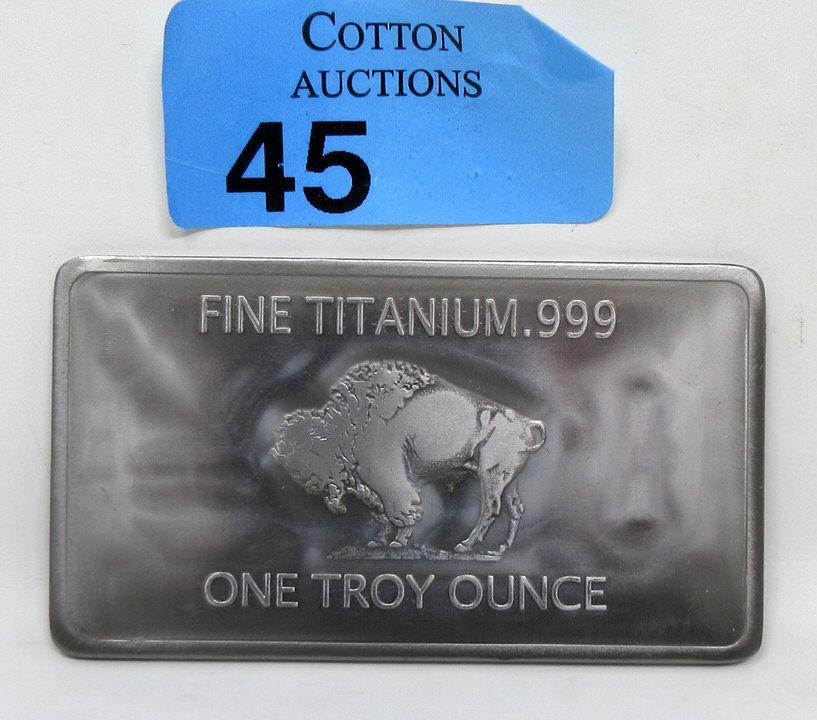 COTTON
AUCTIONS
45
FINE TITANIUM.999
ONE TROY OUNCE